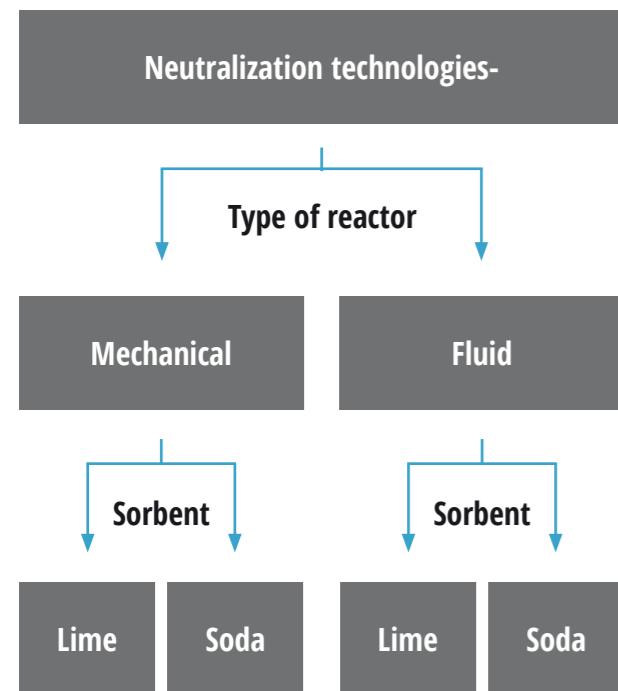 Neutralization technologies-
Type of reactor
Mechanical
Fluid
Sorbent
Sorbent
Lime
Soda
Lime
Soda